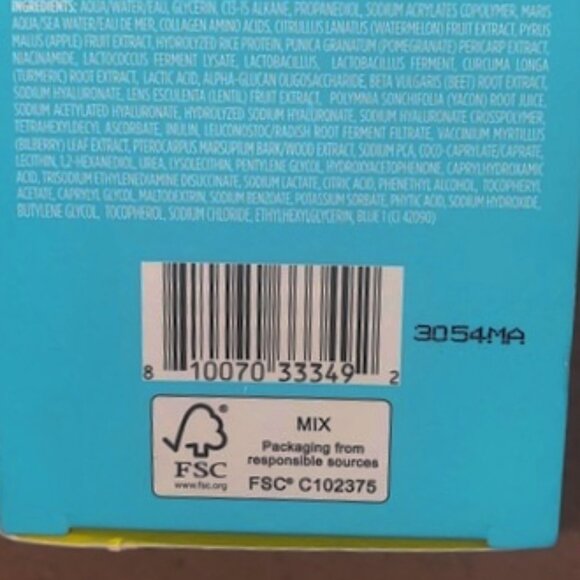 INGREDIENTS: AQUA/WATER/EAU, GLYCERIN, C13-15 ALKANE, PROPANEDIOL, SODIUM ACRYLATES COPOLYMER, MARIS
AQUA/SEA WATER/EAU DE MER, COLLAGEN AMINO ACIDS, CITRULLUS LANATUS (WATERMELON) FRUIT EXTRACT, PYRUS
MALUS (APPLE) FRUIT EXTRACT, HYDROLYZED RICE PROTEIN, PUNICA GRANATUM (POMEGRANATE) PERICARP EXTRACT,
NIACINAMIDE, LACTOCOCCUS FERMENT LYSATE, LACTOBACILLUS, LACTOBACILLUS FERMENT, CURCUMA LONGA
(TURMERIC) ROOT EXTRACT, LACTIC ACID, ALPHA-GLUCAN OLIGOSACCHARIDE, BETA VULGARIS (BEET) ROOT EXTRACT,
SODIUM HYALURONATE, LENS ESCULENTA (LENTIL) FRUIT EXTRACT, POLYMNIA SONCHIFOLIA (YACON) ROOT JUICE,
SODIUM ACETYLATED HYALURONATE, HYDROLYZED SODIUM HYALURONATE, SODIUM HYALURONATE CROSSPOLYMER,
TETRAHEXYLDECYL ASCORBATE, INULIN, LEUCONOSTOC/RADISH ROOT FERMENT FILTRATE, VACCINIUM MYRTILLUS
(BILBERRY) LEAF EXTRACT, PTEROCARPUS MARSUPIUM BARK/WOOD EXTRACT, SODIUM PCA, COCO-CAPRYLATE/CAPRATE,
LECITHIN, 1,2-HEXANEDIOL, UREA, LYSOLECITHIN, PENTYLENE GLYCOL, HYDROXYACETOPHENONE, CAPRYLHYDROXAMIC
ACID, TRISODIUM ETHYLENEDIAMINE DISUCCINATE, SODIUM LACTATE, CITRIC ACID, PHENETHYL ALCOHOL, TOCOPHERYL
ACETATE, CAPRYLYL GLYCOL, MALTODEXTRIN, SODIUM BENZOATE, POTASSIUM SORBATE, PHYTIC ACID, SODIUM HYDROXIDE,
BUTYLENE GLYCOL, TOCOPHEROL, SODIUM CHLORIDE, ETHYLHEXYLGLYCERIN, BLUE 1 (CI 42090)
3054MA
8 10070 33349 2
MIX
Packaging from
responsible sources
FSC
www.fsc.org
FSC® C102375